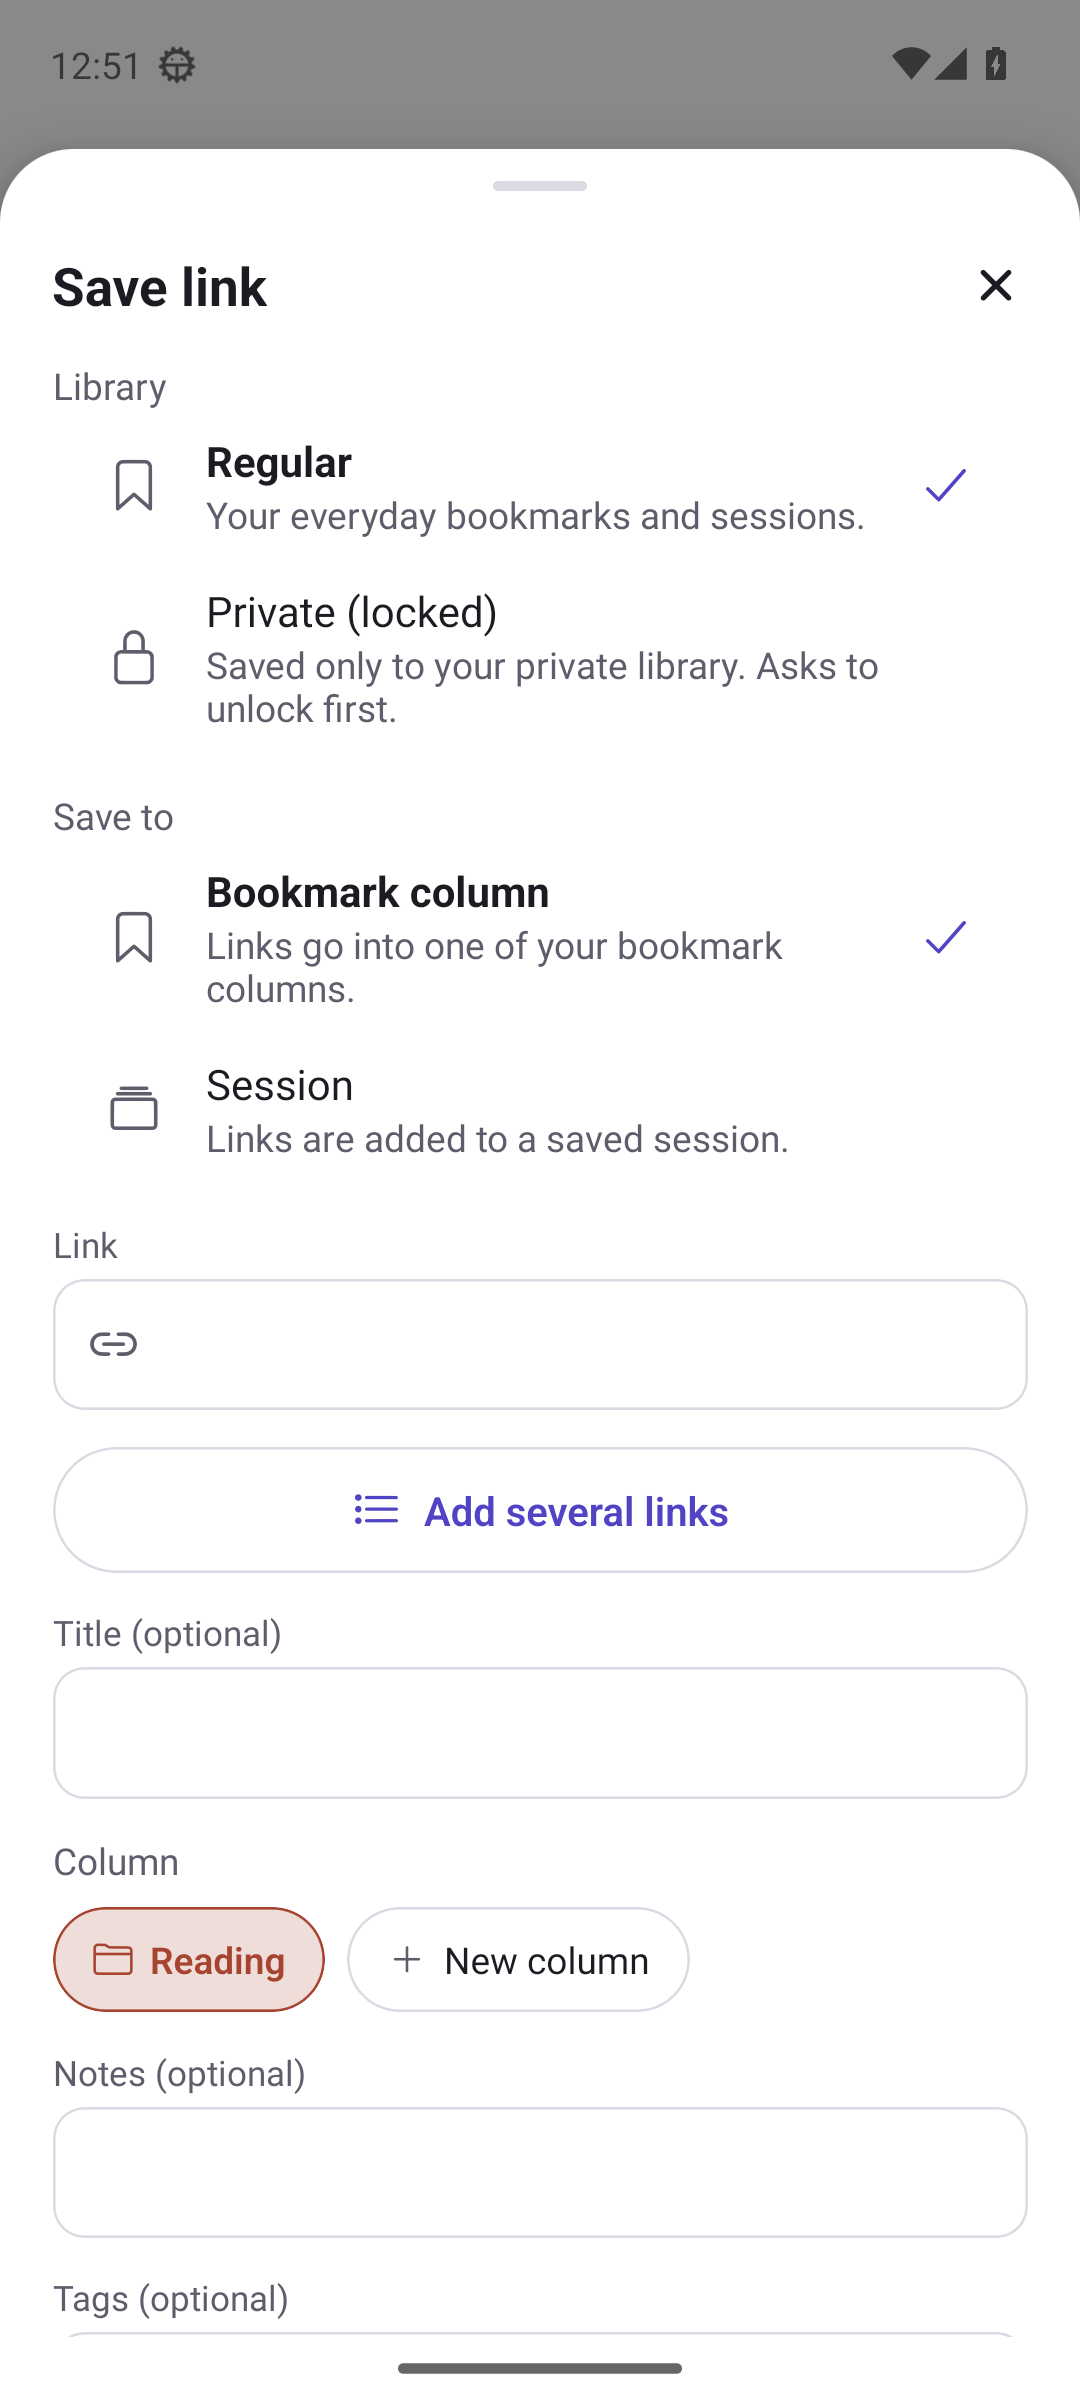 12:51
Save link
Library
Regular
Your everyday bookmarks and sessions.
Private (locked)
Saved only to your private library. Asks to
unlock first.
Save to
Bookmark column
Links go into one of your bookmark
columns.
Session
Links are added to a saved session.
Link
Add several links
Title (optional)
Column
Reading
New column
Notes (optional)
Tags (optional)